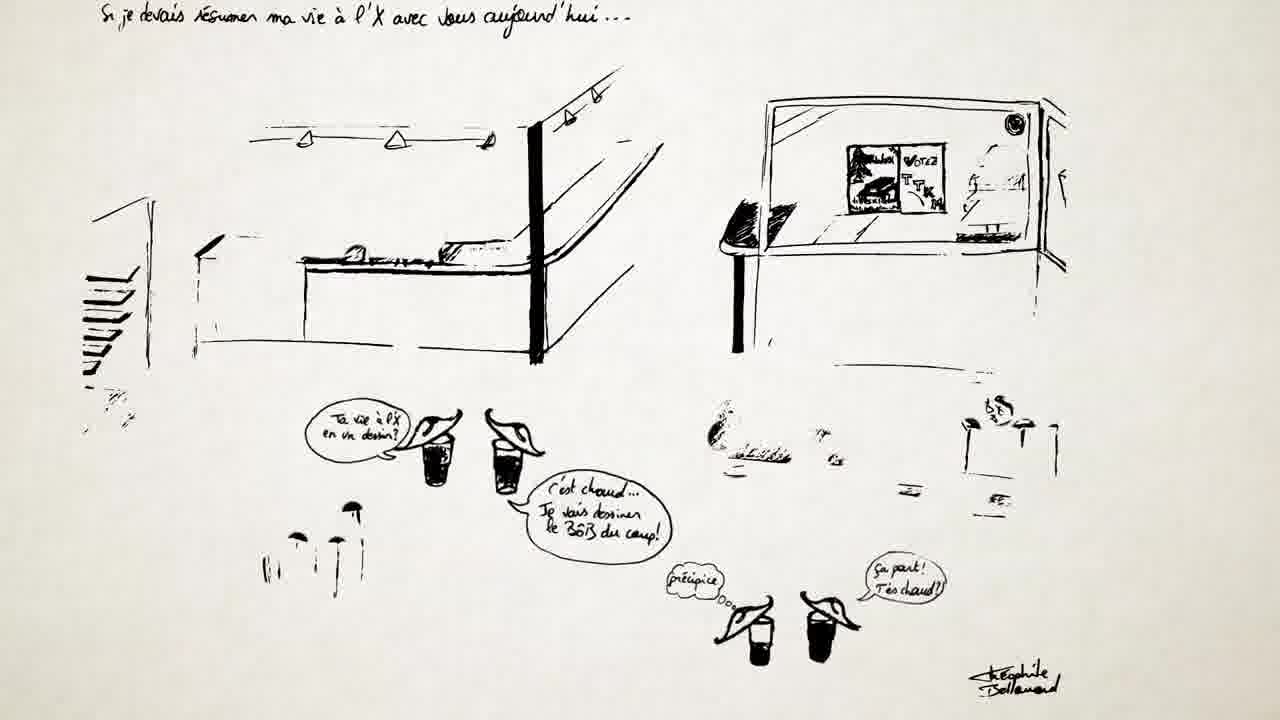 Si je devais résumer ma vie à l'X avec vous aujourd'hui...
VOTEZ
TTK
Ta vie à l'X
en un dessin?
C'est chaud...
Je vais dessiner
le BôB du coup!
précipice
Ça part!
T'es chaud?
Théophile